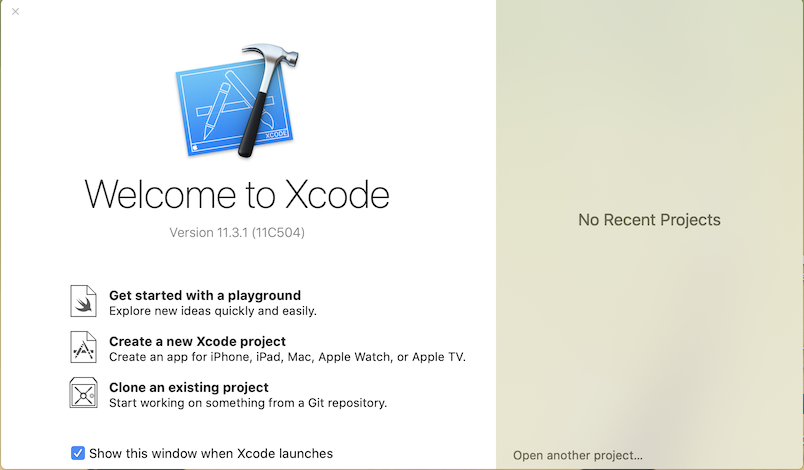 XCODE
Welcome to Xcode
Version 11.3.1 (11C504)
Get started with a playground
Explore new ideas quickly and easily.
Create a new Xcode project
Create an app for iPhone, iPad, Mac, Apple Watch, or Apple TV.
Clone an existing project
Start working on something from a Git repository.
Show this window when Xcode launches
No Recent Projects
Open another project...